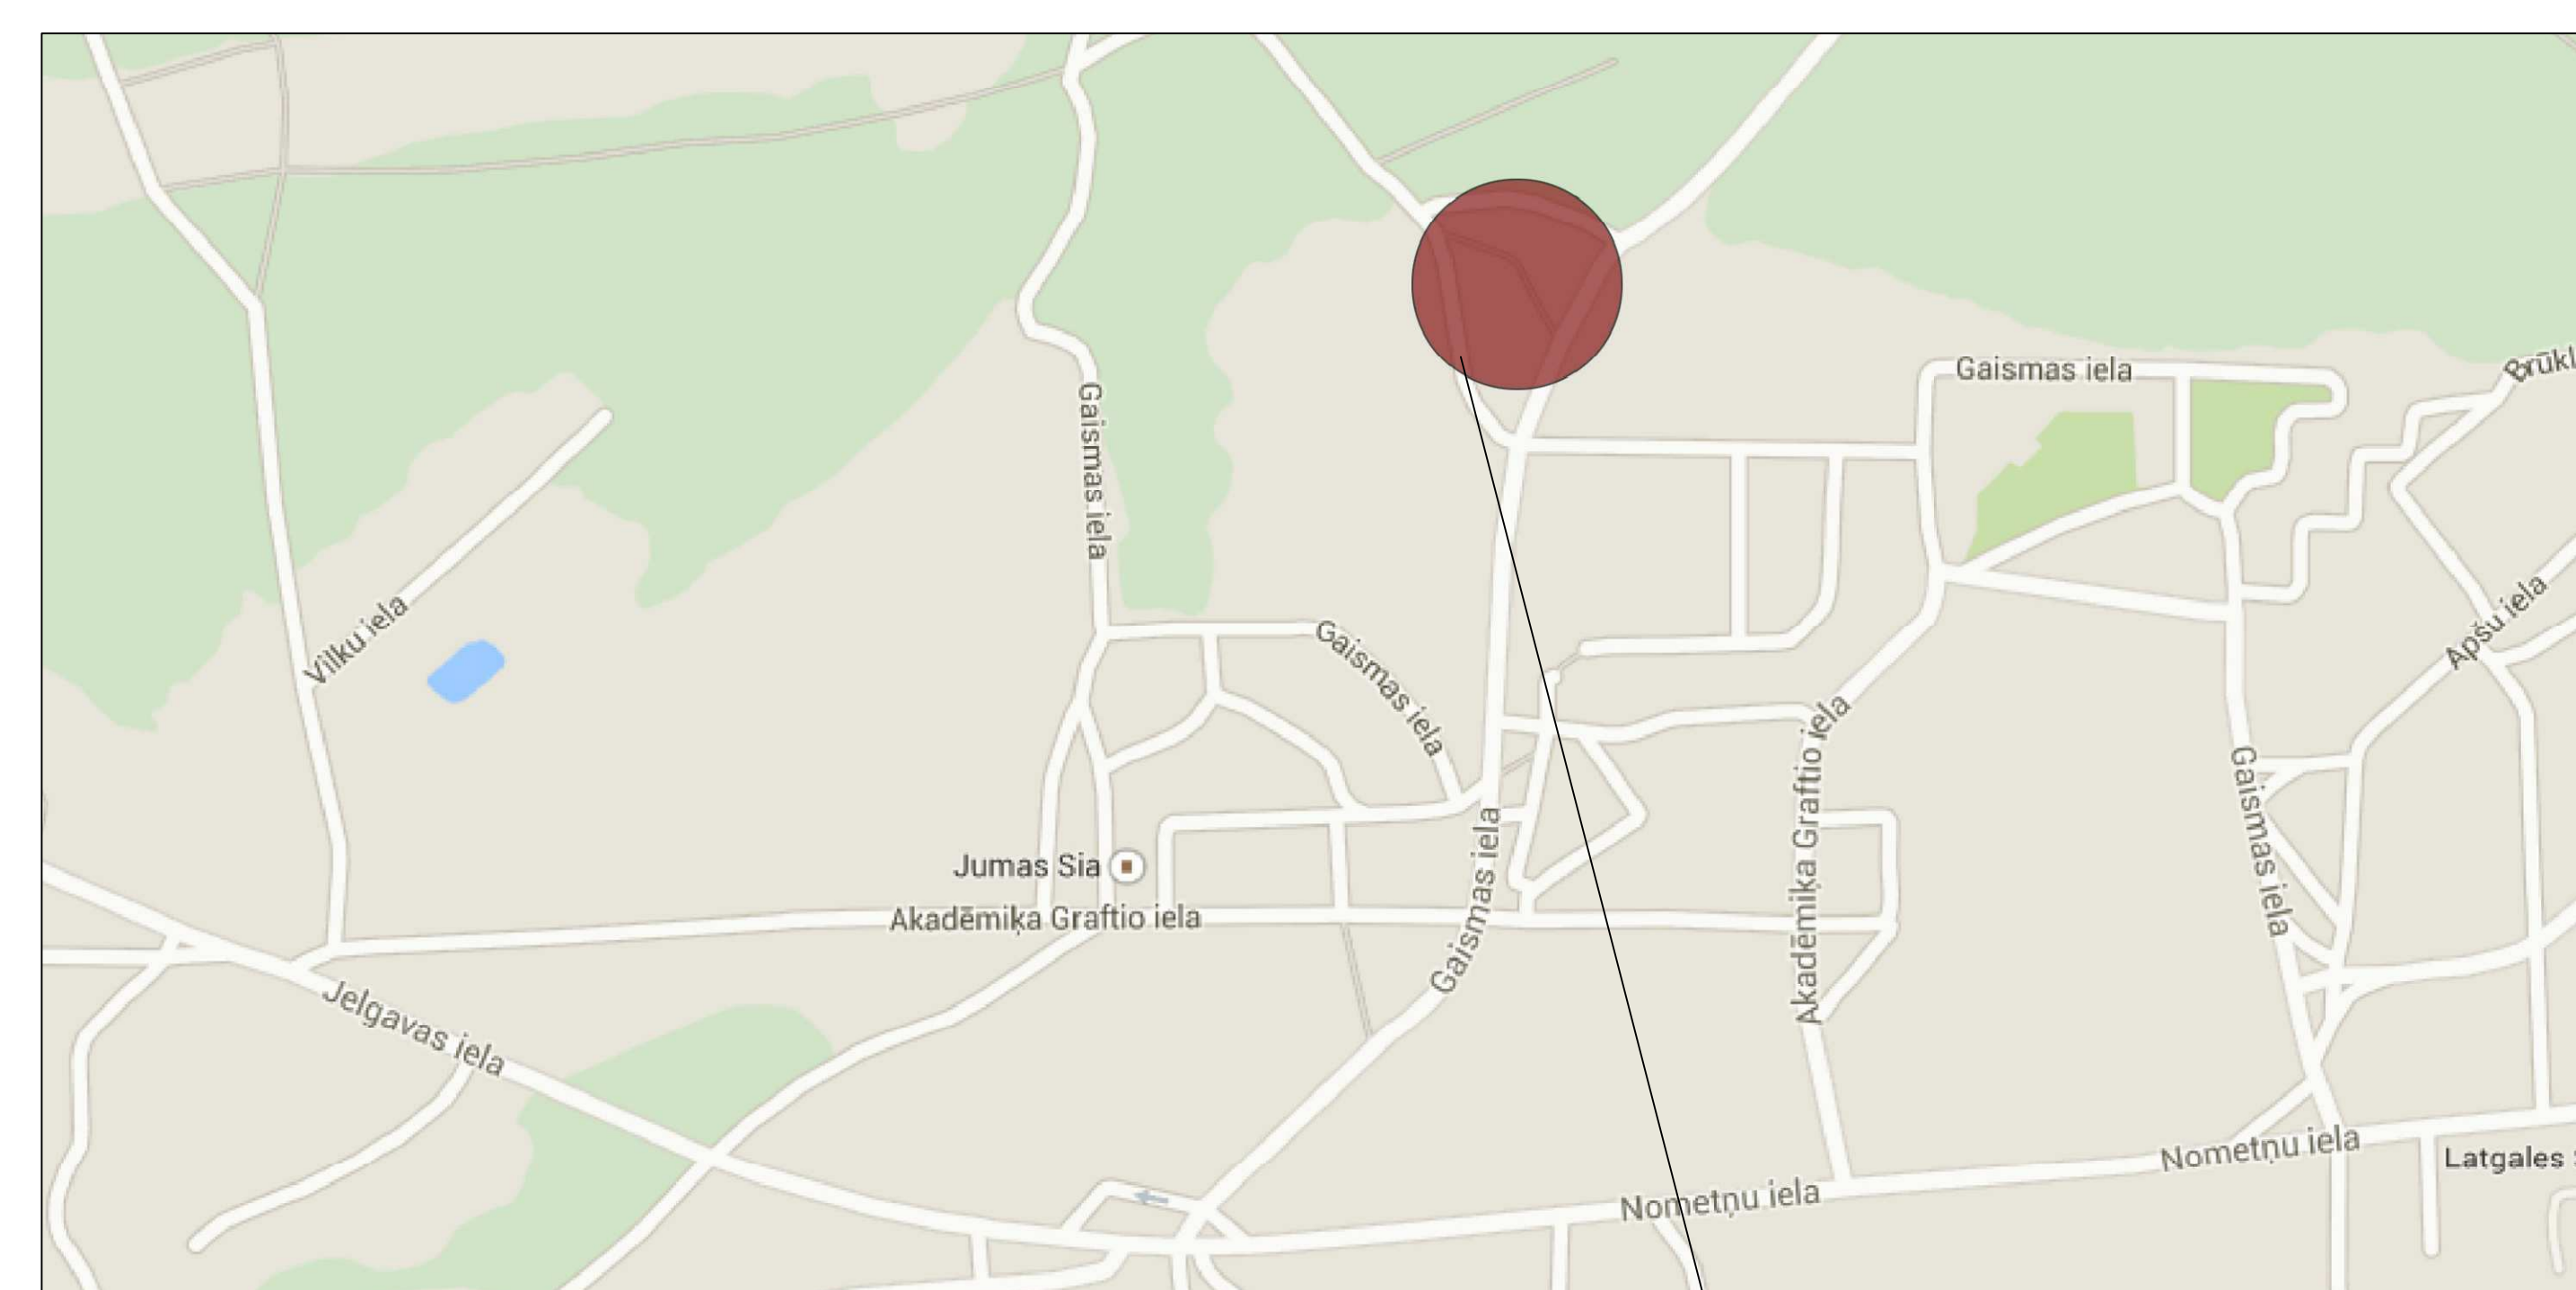 Gaismas iela
Brūkl
Gaismas iela
Apšu iela
Vilku iela
Gaismas iela
Akadēmiķa Graftio iela
Gaismas iela
Gaismas iela
Jumas Sia
Akadēmiķa Graftio iela
Jelgavas iela
Nometņu iela
Latgales
Nometņu iela